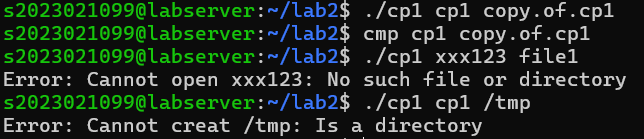 s2023021099@labserver:~/lab2$ ./cp1 cp1 copy.of.cp1
s2023021099@labserver:~/lab2$ cmp cp1 copy.of.cp1
s2023021099@labserver:~/lab2$ ./cp1 xxx123 file1
Error: Cannot open xxx123: No such file or directory
s2023021099@labserver:~/lab2$ ./cp1 cp1 /tmp
Error: Cannot creat /tmp: Is a directory